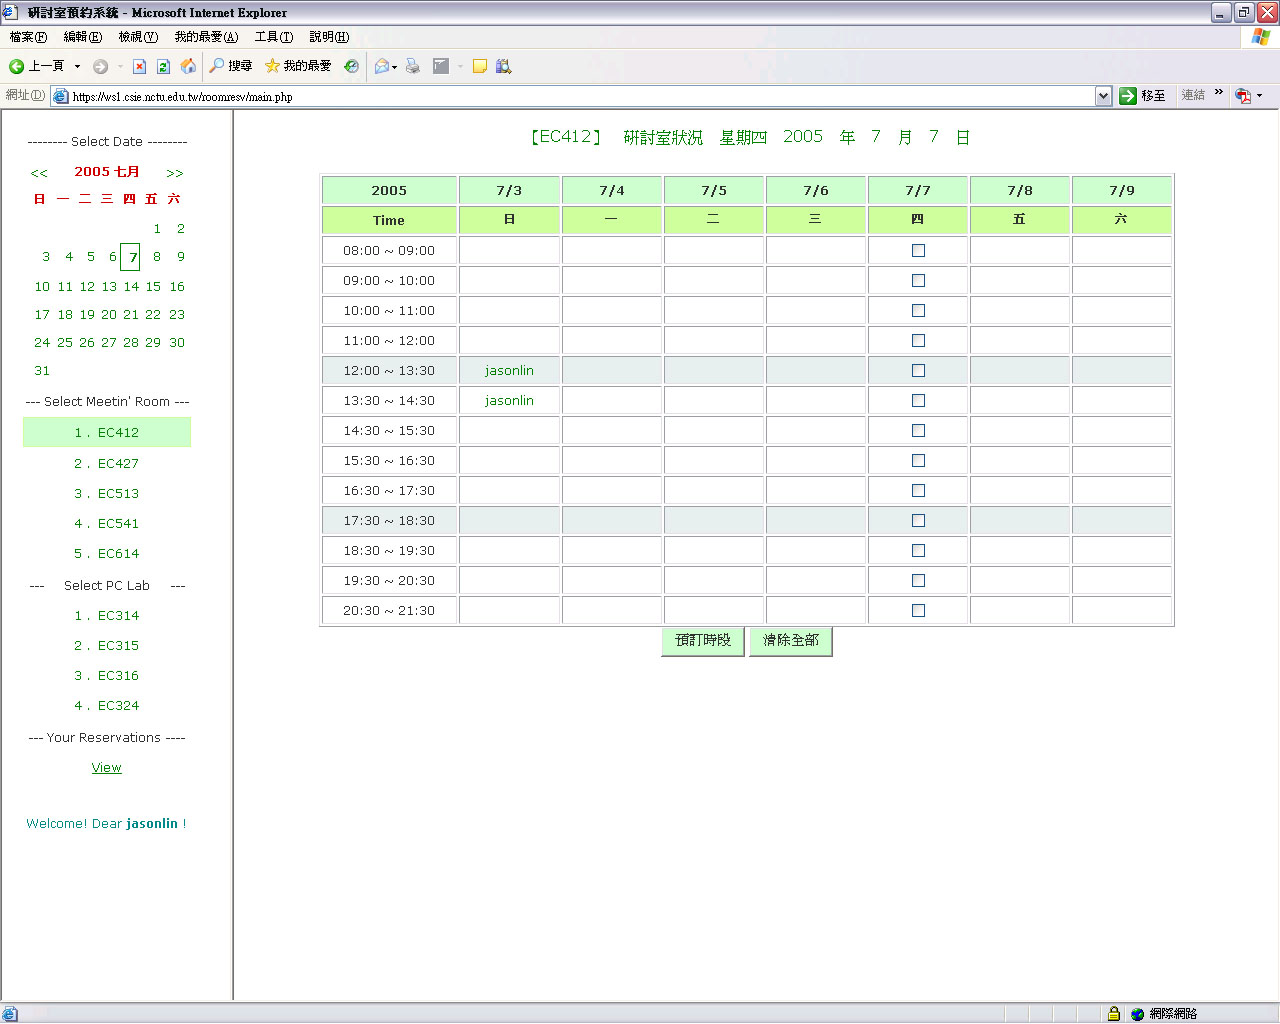 研討室預約系統 - Microsoft Internet Explorer
檔案(F) 編輯(E) 檢視(V) 我的最愛(A) 工具(T) 說明(H)
上一頁 搜尋 我的最愛
網址(D) https://ws1.csie.nctu.edu.tw/roomresv/main.php 移至 連結 »
-------- Select Date --------
<< 2005 七月 >>
日 一 二 三 四 五 六
1 2
3 4 5 6 7 8 9
10 11 12 13 14 15 16
17 18 19 20 21 22 23
24 25 26 27 28 29 30
31
--- Select Meetin' Room ---
1 . EC412
2 . EC427
3 . EC513
4 . EC541
5 . EC614
--- Select PC Lab ---
1 . EC314
2 . EC315
3 . EC316
4 . EC324
--- Your Reservations ----
View
Welcome! Dear jasonlin !
【EC412】 研討室狀況 星期四 2005 年 7 月 7 日
2005 7/3 7/4 7/5 7/6 7/7 7/8 7/9
Time 日 一 二 三 四 五 六
08:00 ~ 09:00
09:00 ~ 10:00
10:00 ~ 11:00
11:00 ~ 12:00
12:00 ~ 13:30 jasonlin
13:30 ~ 14:30 jasonlin
14:30 ~ 15:30
15:30 ~ 16:30
16:30 ~ 17:30
17:30 ~ 18:30
18:30 ~ 19:30
19:30 ~ 20:30
20:30 ~ 21:30
預訂時段 清除全部
網際網路